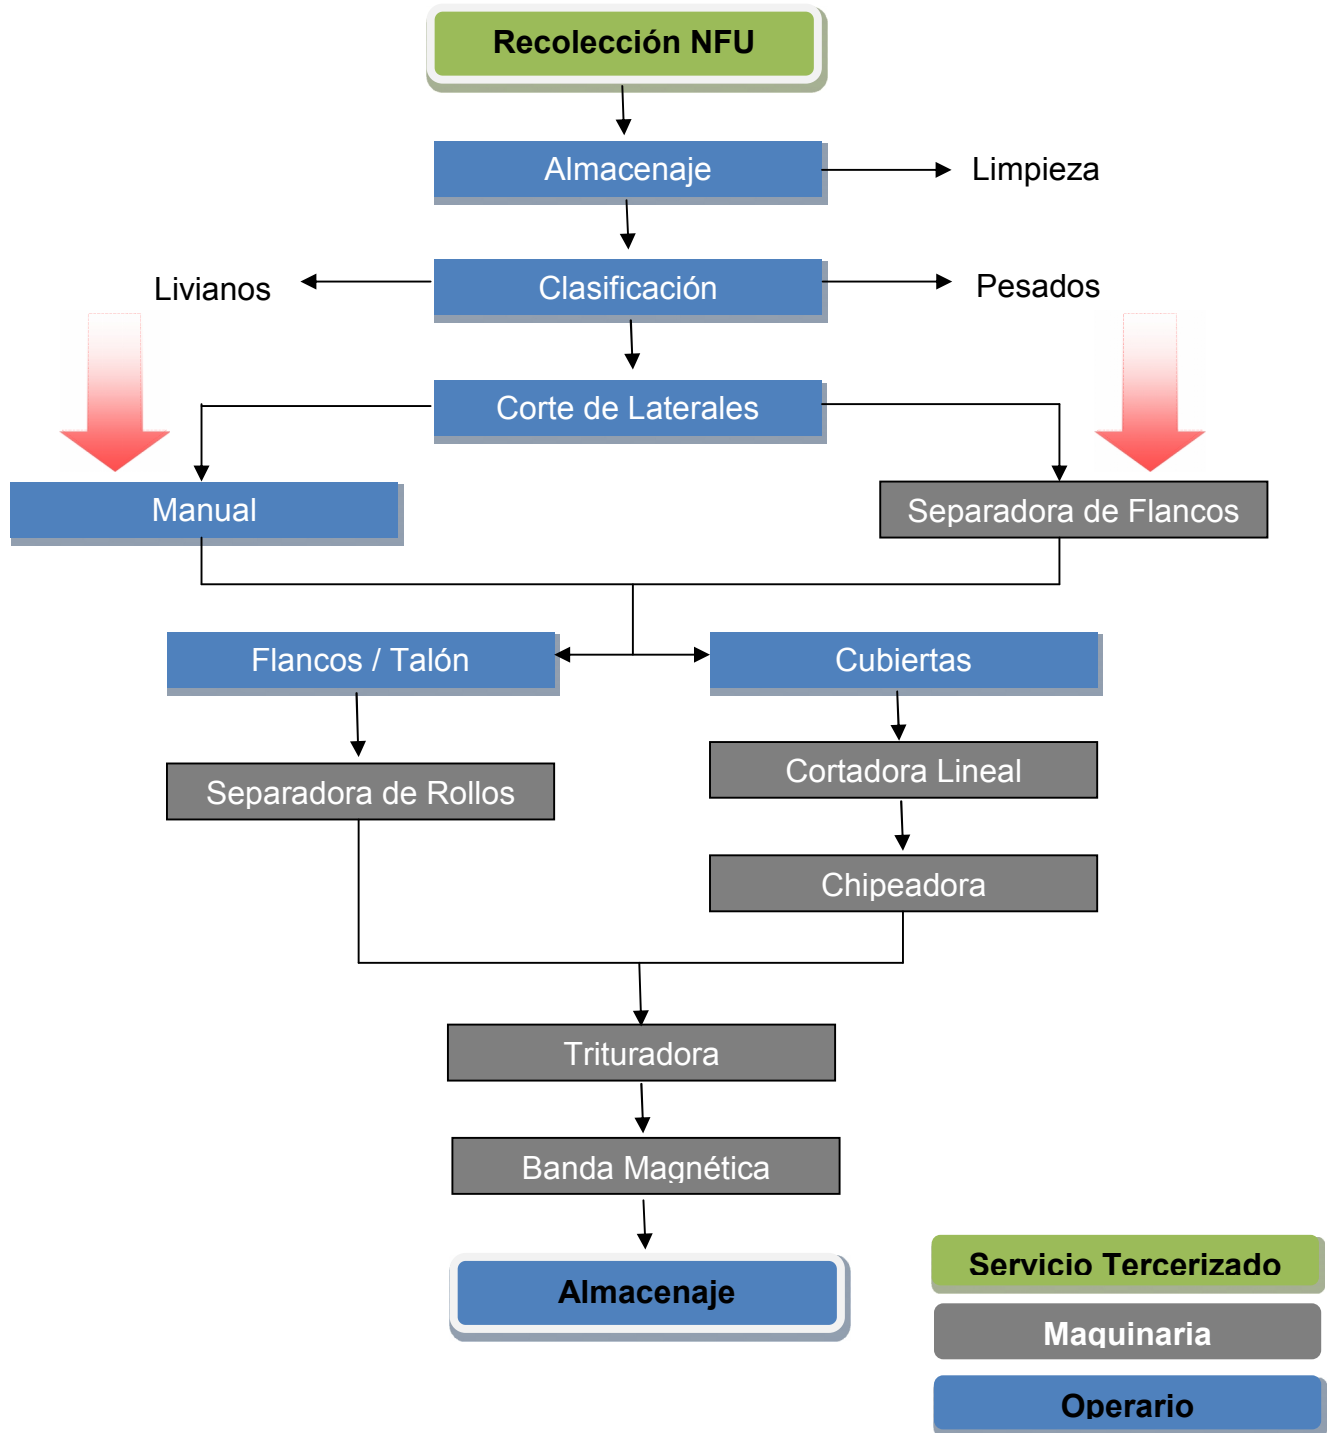 Recolección NFU
Almacenaje
Limpieza
Livianos
Clasificación
Pesados
Corte de Laterales
Manual
Separadora de Flancos
Flancos / Talón
Cubiertas
Cortadora Lineal
Separadora de Rollos
Chipeadora
Trituradora
Banda Magnética
Almacenaje
Servicio Tercerizado
Maquinaria
Operario